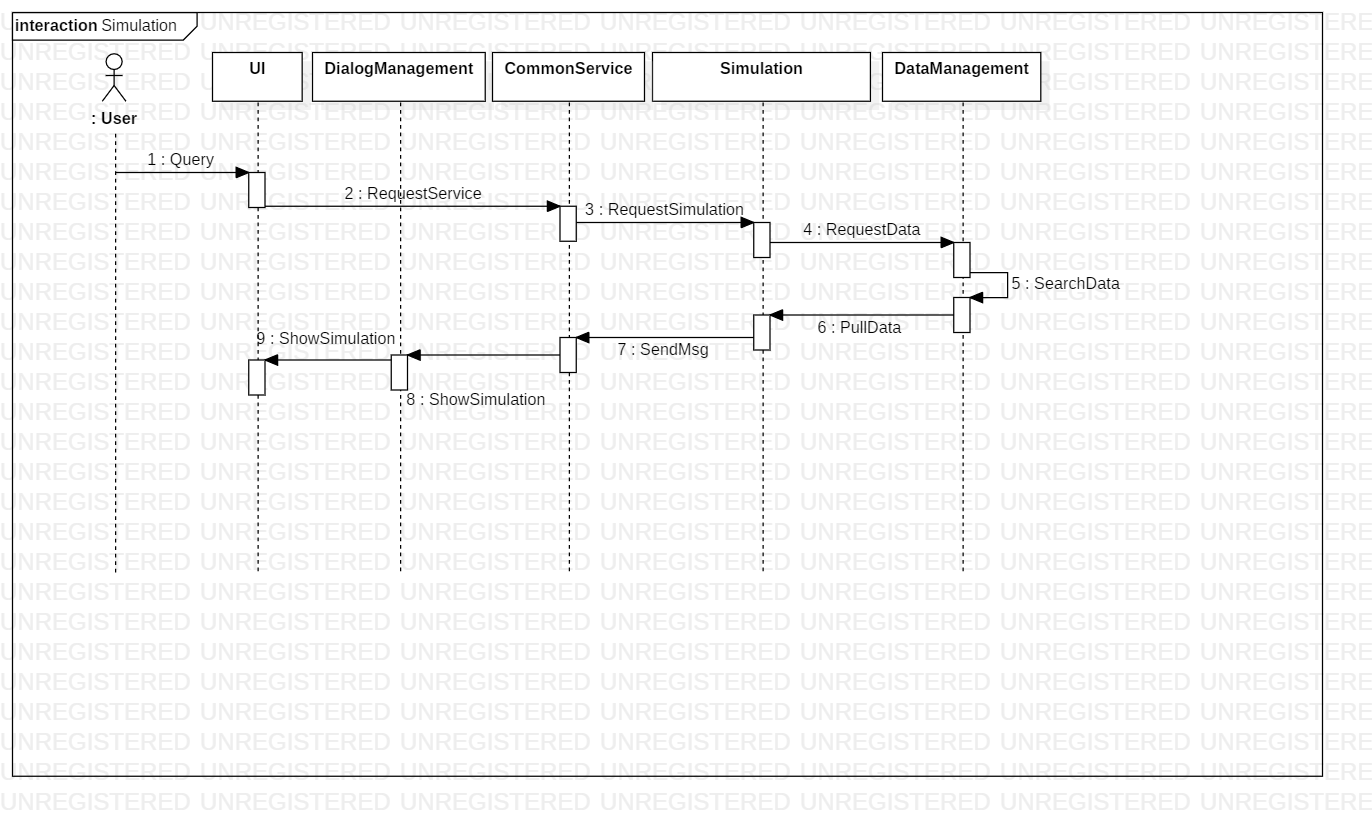 interaction Simulation
UI
DialogManagement
CommonService
Simulation
DataManagement
: User
1 : Query
2 : RequestService
3 : RequestSimulation
4 : RequestData
5 : SearchData
6 : PullData
7 : SendMsg
9 : ShowSimulation
8 : ShowSimulation
UNREGISTERED UNREGISTERED UNREGISTERED UNREGISTERED UNREGISTERED UNREGISTERED UNREGISTERED